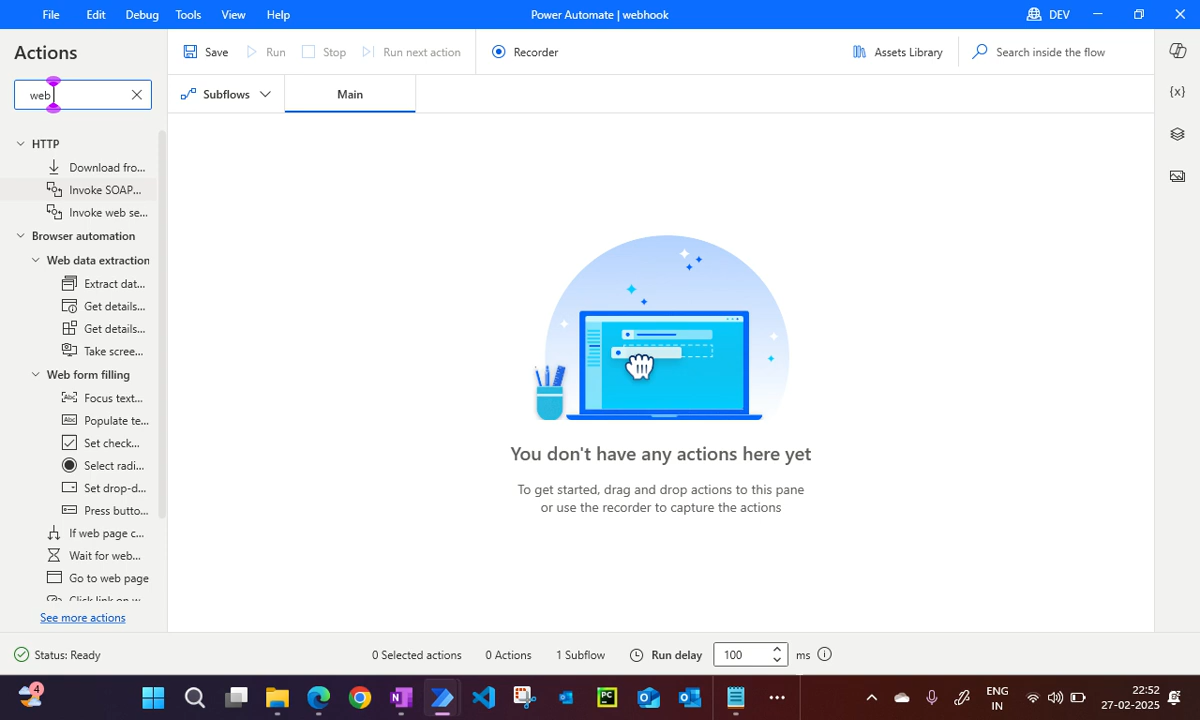 File Edit Debug Tools View Help
Power Automate | webhook
DEV
Actions
Save Run Stop Run next action Recorder
Assets Library Search inside the flow
web
Subflows Main
{x}
HTTP
Download fro...
Invoke SOAP...
Invoke web se...
Browser automation
Web data extraction
Extract dat...
Get details...
Get details...
Take scree...
Web form filling
Abc Focus text...
Abc Populate te...
Set check...
Select radi...
Set drop-d...
Press butto...
If web page c...
Wait for web...
Go to web page
Click link on w
See more actions
You don't have any actions here yet
To get started, drag and drop actions to this pane
or use the recorder to capture the actions
Status: Ready
0 Selected actions 0 Actions 1 Subflow Run delay 100 ms
4
PC
ENG
IN
22:52
27-02-2025